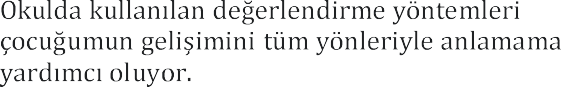 Okulda kullanılan değerlendirme yöntemleri
çocuğumun gelişimini tüm yönleriyle anlamama
yardımcı oluyor.